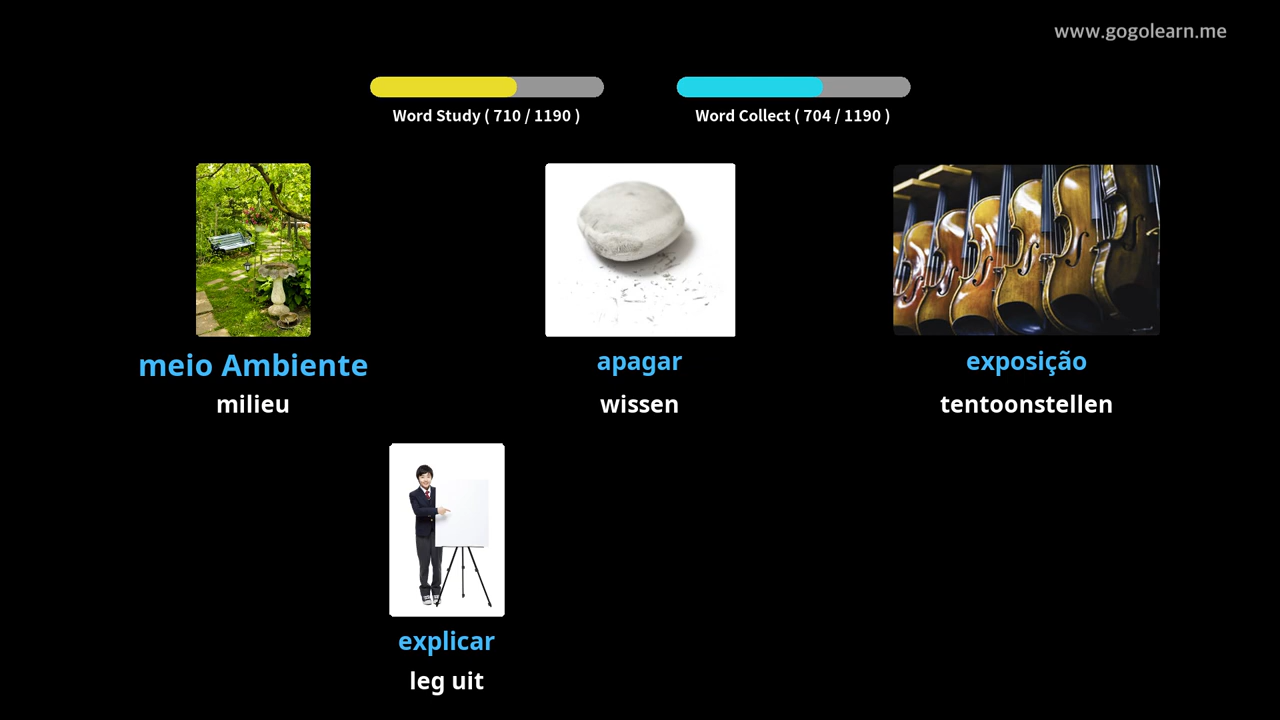 www.gogolearn.me
Word Study ( 710 / 1190 )
Word Collect ( 704 / 1190 )
meio Ambiente
milieu
apagar
wissen
exposição
tentoonstellen
explicar
leg uit